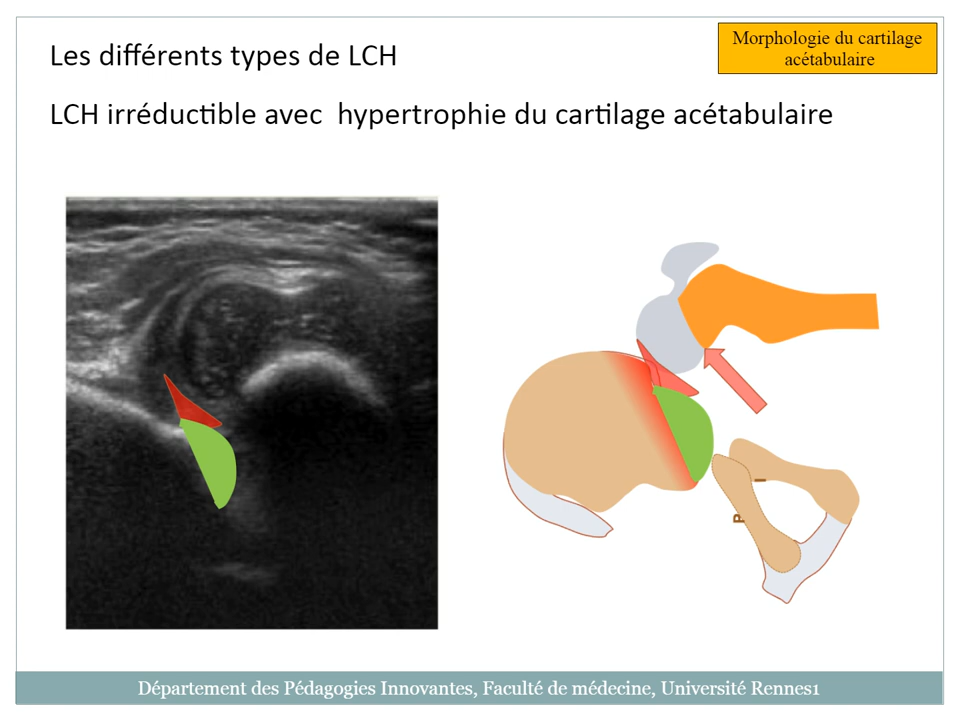 Les différents types de LCH
Morphologie du cartilage
acétabulaire
LCH irréductible avec  hypertrophie du cartilage acétabulaire
I
P
Département des Pédagogies Innovantes, Faculté de médecine, Université Rennes1